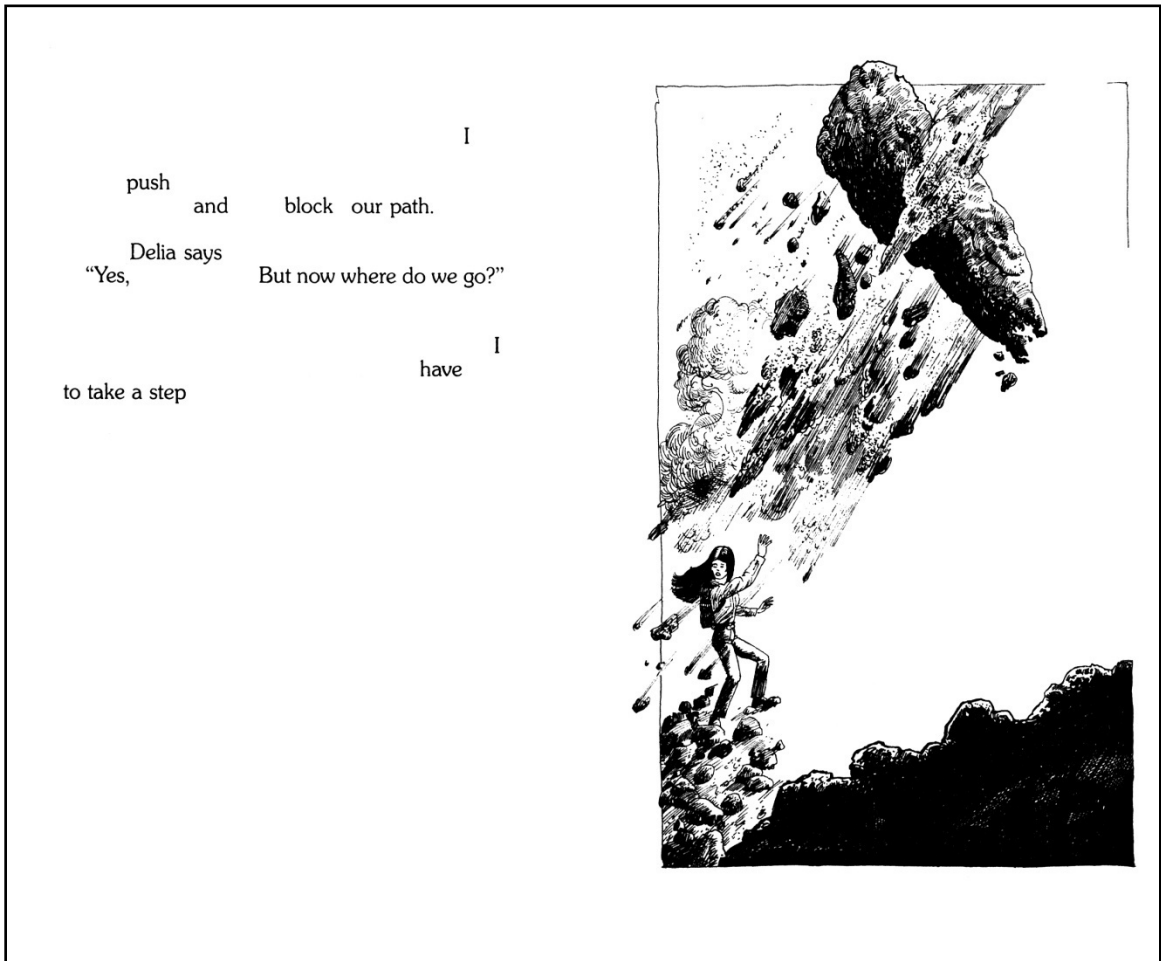 I
push
and block our path.
Delia says
“Yes, But now where do we go?”
I
have
to take a step